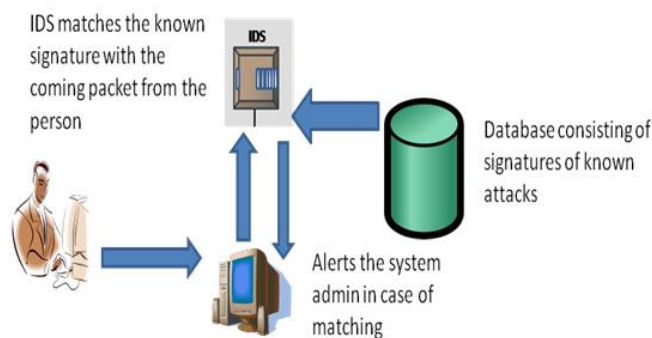 IDS matches the known
signature with the
coming packet from the
person
IDS
Database consisting of
signatures of known
attacks
Alerts the system
admin in case of
matching